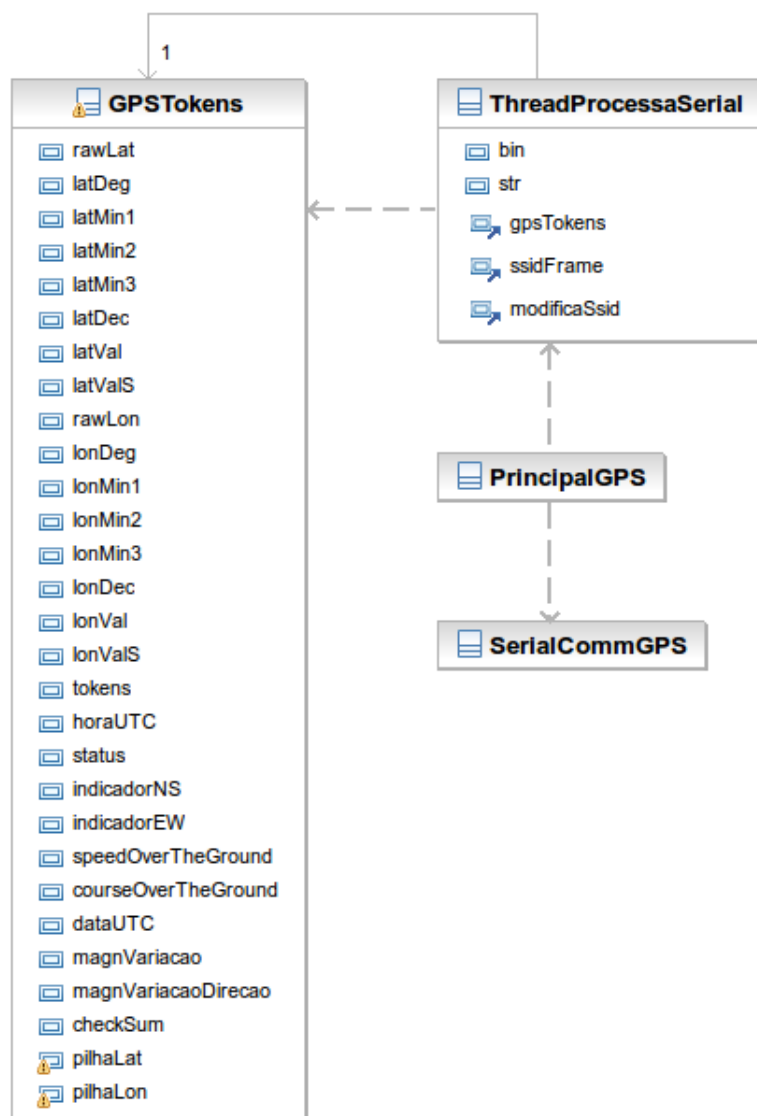 1
GPSTokens
rawLat
latDeg
latMin1
latMin2
latMin3
latDec
latVal
latValS
rawLon
lonDeg
lonMin1
lonMin2
lonMin3
lonDec
lonVal
lonValS
tokens
horaUTC
status
indicadorNS
indicadorEW
speedOverTheGround
courseOverTheGround
dataUTC
magnVariacao
magnVariacaoDirecao
checkSum
pilhaLat
pilhaLon
ThreadProcessaSerial
bin
str
gpsTokens
ssidFrame
modificaSsid
PrincipalGPS
SerialCommGPS